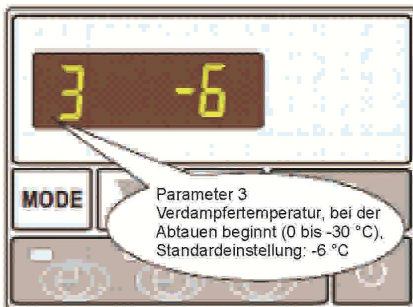 3 -6
MODE
Parameter 3
Verdampfertemperatur, bei der
Abtauen beginnt (0 bis -30 °C),
Standardeinstellung: -6 °C